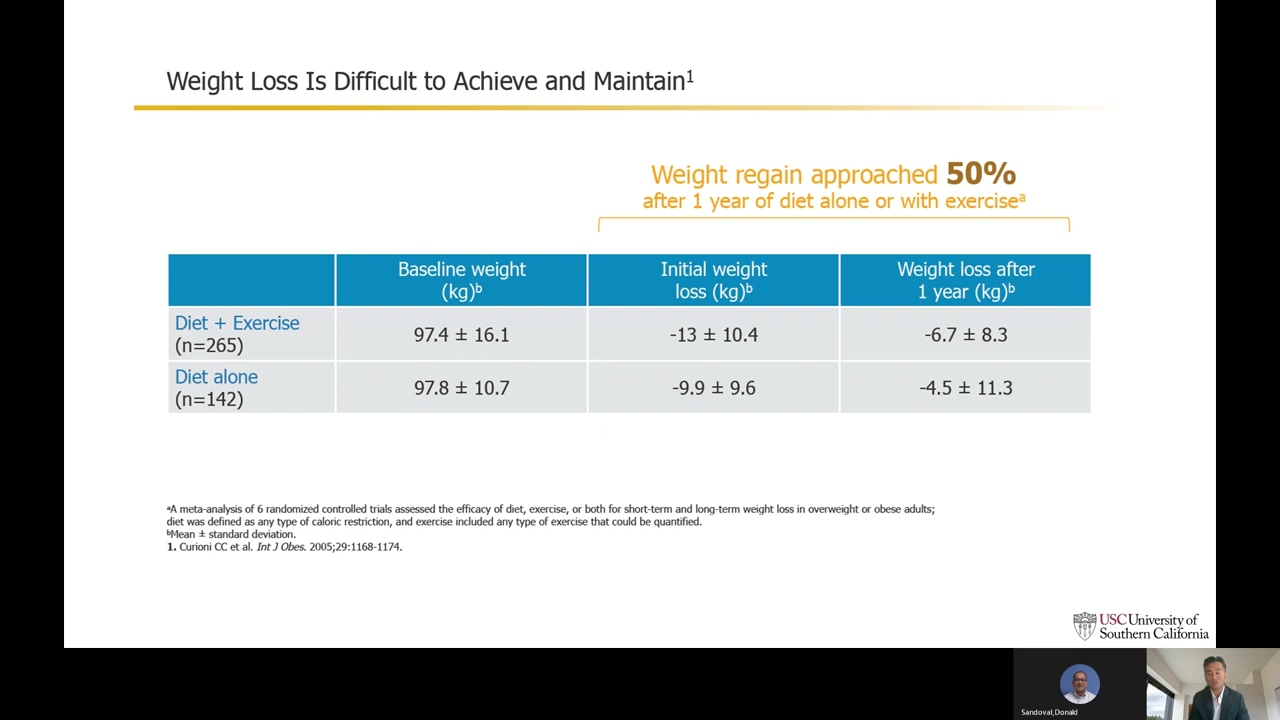 Weight Loss Is Difficult to Achieve and Maintain¹
Weight regain approached 50%
after 1 year of diet alone or with exerciseᵃ
Baseline weight
(kg)ᵇ
Initial weight
loss (kg)ᵇ
Weight loss after
1 year (kg)ᵇ
Diet + Exercise
(n=265)
97.4 ± 16.1
-13 ± 10.4
-6.7 ± 8.3
Diet alone
(n=142)
97.8 ± 10.7
-9.9 ± 9.6
-4.5 ± 11.3
ᵃA meta-analysis of 6 randomized controlled trials assessed the efficacy of diet, exercise, or both for short-term and long-term weight loss in overweight or obese adults;
diet was defined as any type of caloric restriction, and exercise included any type of exercise that could be quantified.
ᵇMean ± standard deviation.
1. Curioni CC et al. Int J Obes. 2005;29:1168-1174.
USC University of
Southern California
Sandoval,Donald